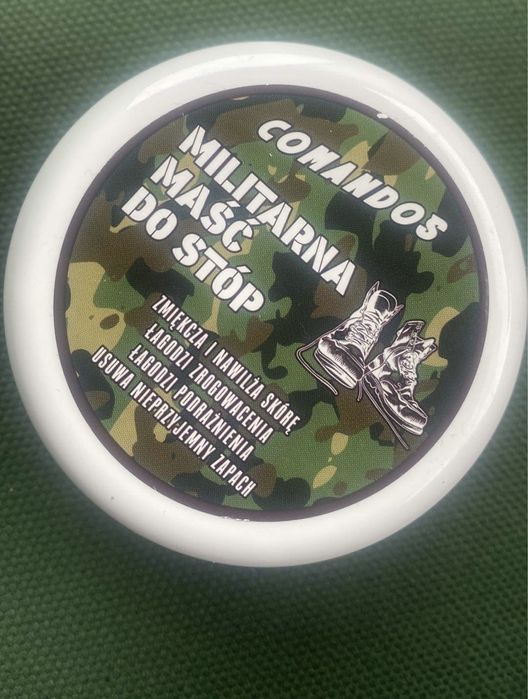 COMANDOS
MILITARNA
MAŚĆ
DO STÓP
ZMIĘKCZA I NAWILŻA SKÓRĘ
ŁAGODZI ZROGOWACENIA
ŁAGODZI PODRAŻNIENIA
USUWA NIEPRZYJEMNY ZAPACH